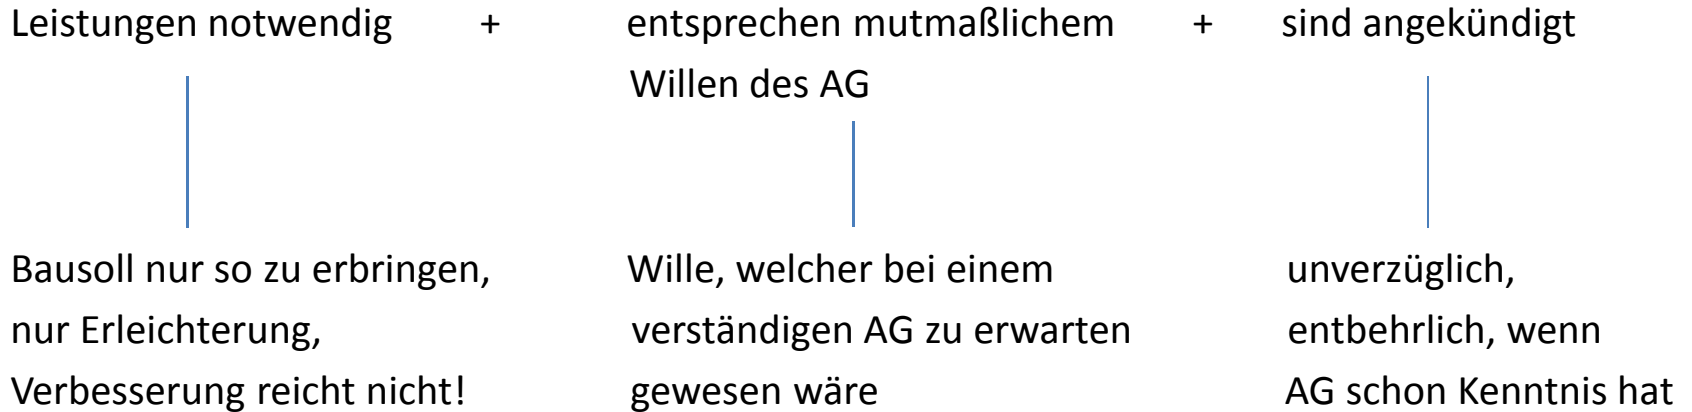 Leistungen notwendig + entsprechen mutmaßlichem + sind angekündigt
Willen des AG
Bausoll nur so zu erbringen, Wille, welcher bei einem unverzüglich,
nur Erleichterung, verständigen AG zu erwarten entbehrlich, wenn
Verbesserung reicht nicht! gewesen wäre AG schon Kenntnis hat